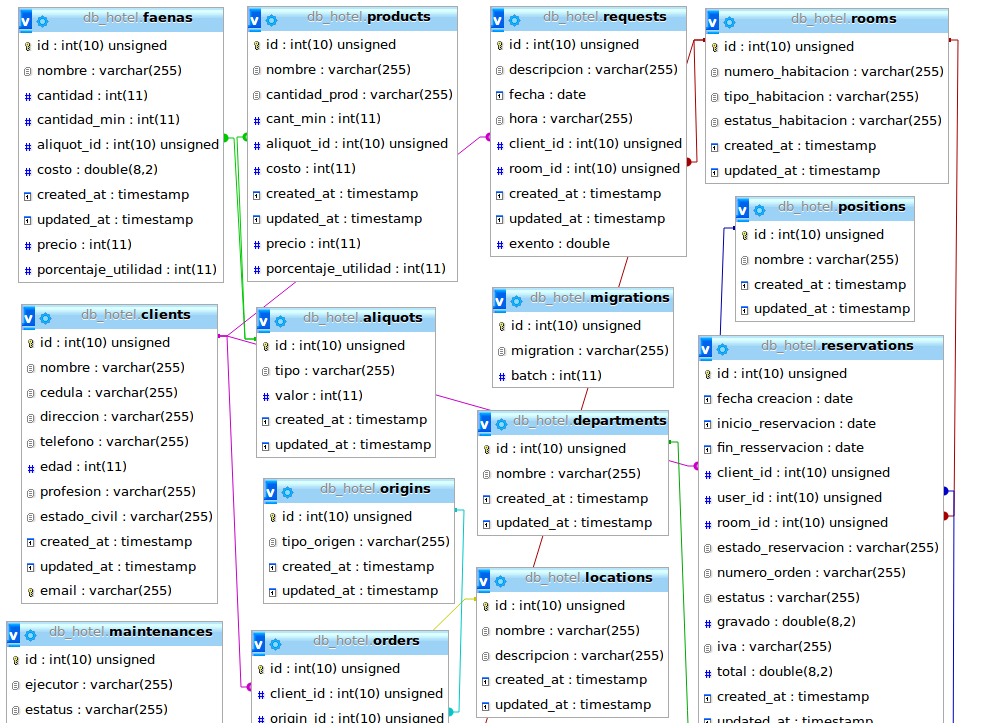 db_hotel.faenas
id : int(10) unsigned
nombre : varchar(255)
cantidad : int(11)
cantidad_min : int(11)
aliquot_id : int(10) unsigned
costo : double(8,2)
created_at : timestamp
updated_at : timestamp
precio : int(11)
porcentaje_utilidad : int(11)
db_hotel.products
id : int(10) unsigned
nombre : varchar(255)
cantidad_prod : varchar(255)
cant_min : int(11)
aliquot_id : int(10) unsigned
costo : int(11)
created_at : timestamp
updated_at : timestamp
precio : int(11)
porcentaje_utilidad : int(11)
db_hotel.requests
id : int(10) unsigned
descripcion : varchar(255)
fecha : date
hora : varchar(255)
client_id : int(10) unsigned
room_id : int(10) unsigned
created_at : timestamp
updated_at : timestamp
exento : double
db_hotel.rooms
id : int(10) unsigned
numero_habitacion : varchar(255)
tipo_habitacion : varchar(255)
estatus_habitacion : varchar(255)
created_at : timestamp
updated_at : timestamp
db_hotel.positions
id : int(10) unsigned
nombre : varchar(255)
created_at : timestamp
updated_at : timestamp
db_hotel.clients
id : int(10) unsigned
nombre : varchar(255)
cedula : varchar(255)
direccion : varchar(255)
telefono : varchar(255)
edad : int(11)
profesion : varchar(255)
estado_civil : varchar(255)
created_at : timestamp
updated_at : timestamp
email : varchar(255)
db_hotel.aliquots
id : int(10) unsigned
tipo : varchar(255)
valor : int(11)
created_at : timestamp
updated_at : timestamp
db_hotel.migrations
id : int(10) unsigned
migration : varchar(255)
batch : int(11)
db_hotel.reservations
id : int(10) unsigned
fecha creacion : date
inicio_reservacion : date
fin_resservacion : date
client_id : int(10) unsigned
user_id : int(10) unsigned
room_id : int(10) unsigned
estado_reservacion : varchar(255)
numero_orden : varchar(255)
estatus : varchar(255)
gravado : double(8,2)
iva : varchar(255)
total : double(8,2)
created_at : timestamp
updated_at : timestamp
db_hotel.departments
id : int(10) unsigned
nombre : varchar(255)
created_at : timestamp
updated_at : timestamp
db_hotel.origins
id : int(10) unsigned
tipo_origen : varchar(255)
created_at : timestamp
updated_at : timestamp
db_hotel.locations
id : int(10) unsigned
nombre : varchar(255)
descripcion : varchar(255)
created_at : timestamp
updated_at : timestamp
db_hotel.maintenances
id : int(10) unsigned
ejecutor : varchar(255)
estatus : varchar(255)
db_hotel.orders
id : int(10) unsigned
client_id : int(10) unsigned
origin_id : int(10) unsigned